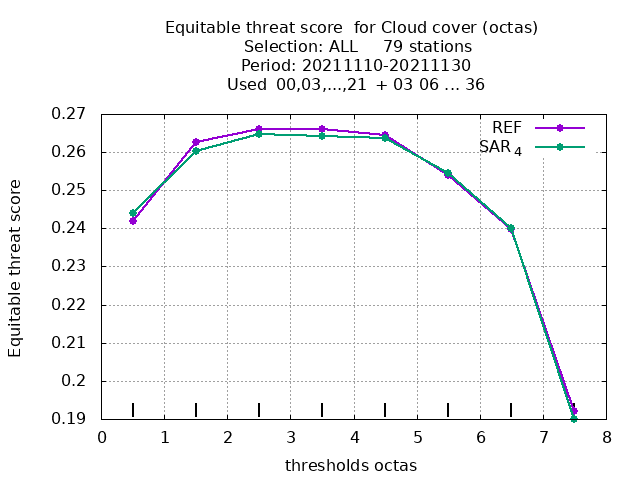 Equitable threat score  for Cloud cover (octas)
Selection: ALL     79 stations
Period: 20211110-20211130
Used  00,03,...,21  + 03 06 ... 36
REF
SAR 4
0.27
0.26
0.25
0.24
0.23
0.22
0.21
0.2
0.19
Equitable threat score
0 1 2 3 4 5 6 7 8
thresholds octas